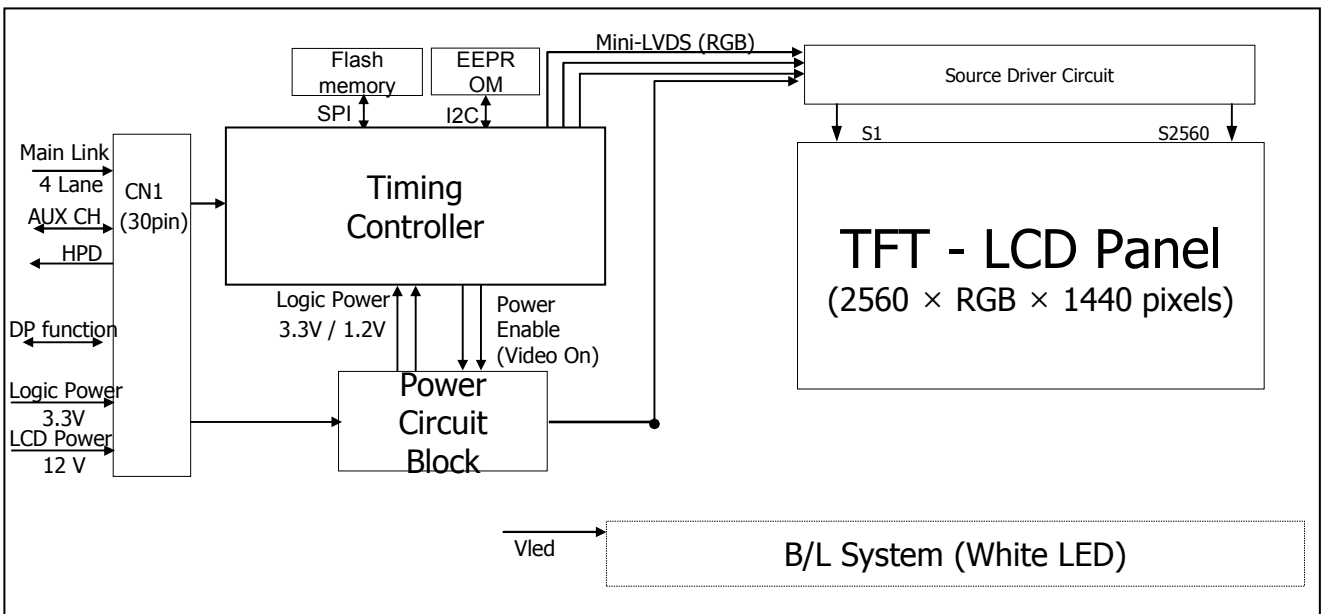 Mini-LVDS (RGB)
Flash
memory
EEPR
OM
SPI
I2C
Source Driver Circuit
S1
S2560
Main Link
4 Lane
AUX CH
HPD
DP function
Logic Power
3.3V
LCD Power
12 V
CN1
(30pin)
Timing
Controller
Logic Power
3.3V / 1.2V
Power
Enable
(Video On)
Power
Circuit
Block
TFT - LCD Panel
(2560 × RGB × 1440 pixels)
Vled
B/L System (White LED)